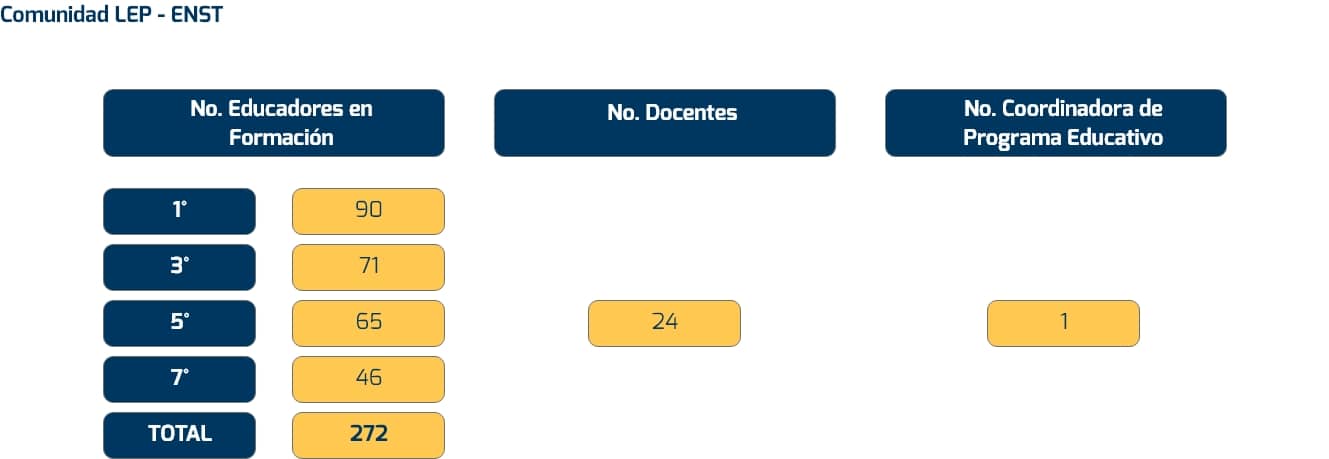 Comunidad LEP - ENST
No. Educadores en
Formación
No. Docentes
No. Coordinadora de
Programa Educativo
1° 90
3° 71
5° 65 24 1
7° 46
TOTAL 272